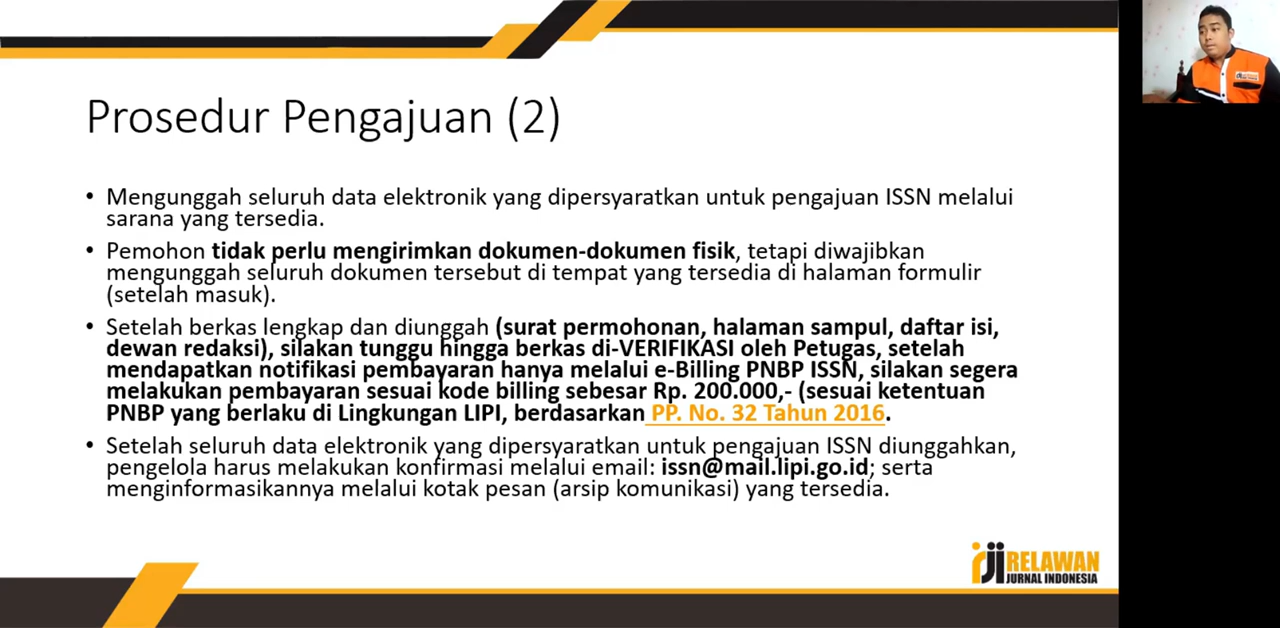 Prosedur Pengajuan (2)
• Mengunggah seluruh data elektronik yang dipersyaratkan untuk pengajuan ISSN melalui
sarana yang tersedia.
• Pemohon tidak perlu mengirimkan dokumen-dokumen fisik, tetapi diwajibkan
mengunggah seluruh dokumen tersebut di tempat yang tersedia di halaman formulir
(setelah masuk).
• Setelah berkas lengkap dan diunggah (surat permohonan, halaman sampul, daftar isi,
dewan redaksi), silakan tunggu hingga berkas di-VERIFIKASI oleh Petugas, setelah
mendapatkan notifikasi pembayaran hanya melalui e-Billing PNBP ISSN, silakan segera
melakukan pembayaran sesuai kode billing sebesar Rp. 200.000,- (sesuai ketentuan
PNBP yang berlaku di Lingkungan LIPI, berdasarkan PP. No. 32 Tahun 2016.
• Setelah seluruh data elektronik yang dipersyaratkan untuk pengajuan ISSN diunggahkan,
pengelola harus melakukan konfirmasi melalui email: issn@mail.lipi.go.id; serta
menginformasikannya melalui kotak pesan (arsip komunikasi) yang tersedia.
rji RELAWAN
JURNAL INDONESIA